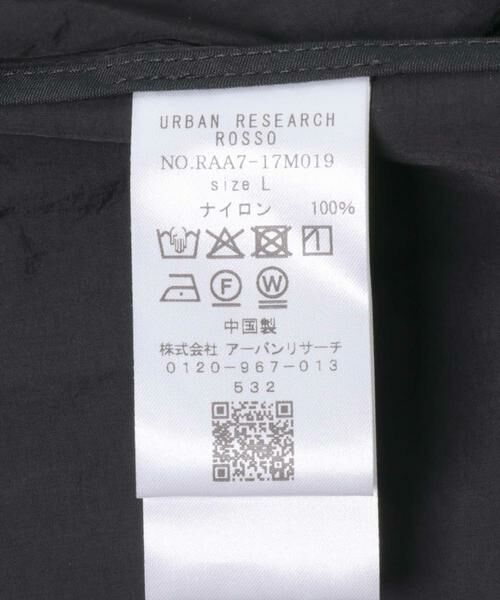 URBAN RESEARCH
ROSSO
NO.RAA7-17M019
size L
ナイロン 100%
F W
中国製
株式会社 アーバンリサーチ
0120-967-013
532